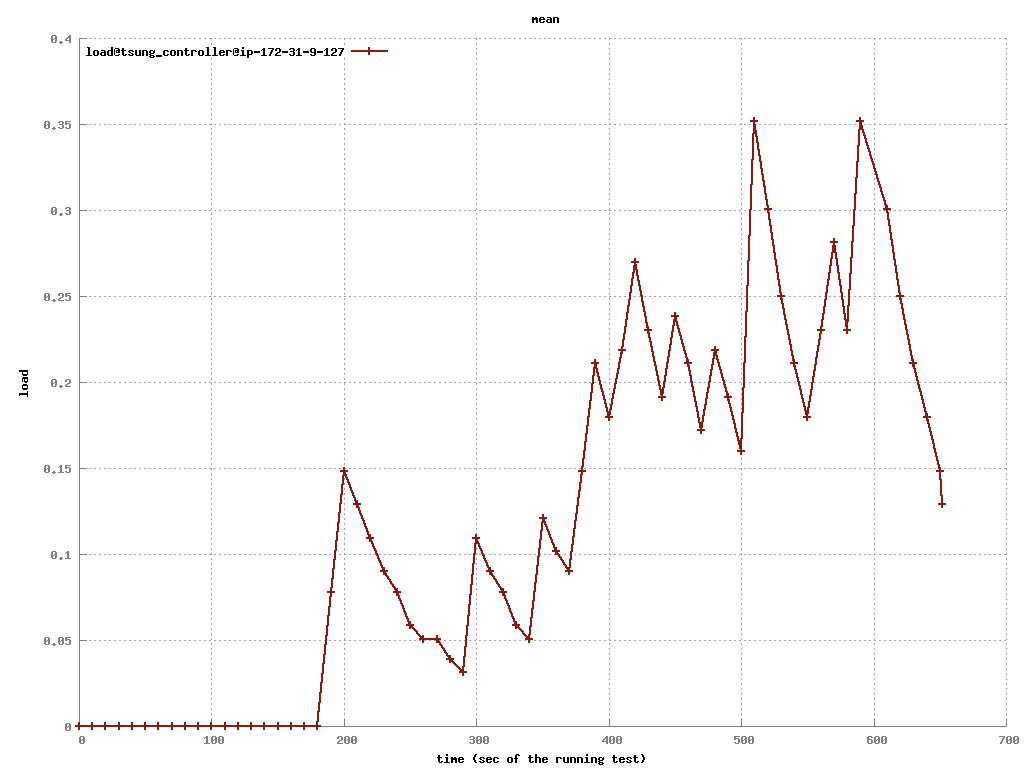 mean
0.4
load@tsung_controller@ip-172-31-9-127
0.35
0.3
0.25
0.2
0.15
0.1
0.05
0
load
0 100 200 300 400 500 600 700
time (sec of the running test)